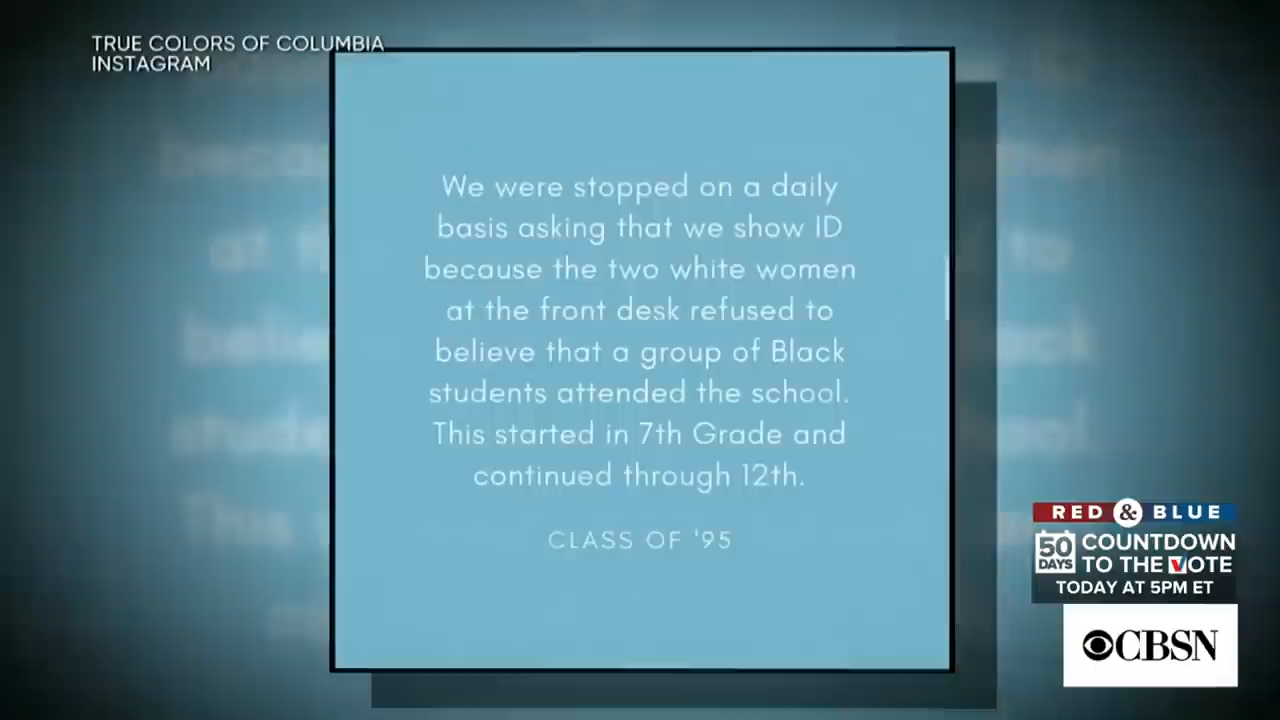 TRUE COLORS OF COLUMBIA
INSTAGRAM
We were stopped on a daily
basis asking that we show ID
because the two white women
at the front desk refused to
believe that a group of Black
students attended the school.
This started in 7th Grade and
continued through 12th.
CLASS OF '95
RED & BLUE
50 DAYS
COUNTDOWN
TO THE VOTE
TODAY AT 5PM ET
CBSN